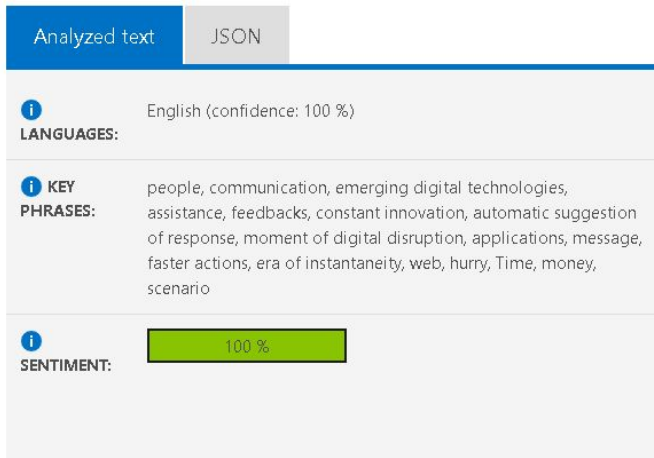 Analyzed text
JSON
i
LANGUAGES:
English (confidence: 100 %)
i KEY
PHRASES:
people, communication, emerging digital technologies,
assistance, feedbacks, constant innovation, automatic suggestion
of response, moment of digital disruption, applications, message,
faster actions, era of instantaneity, web, hurry, Time, money,
scenario
i
SENTIMENT:
100 %